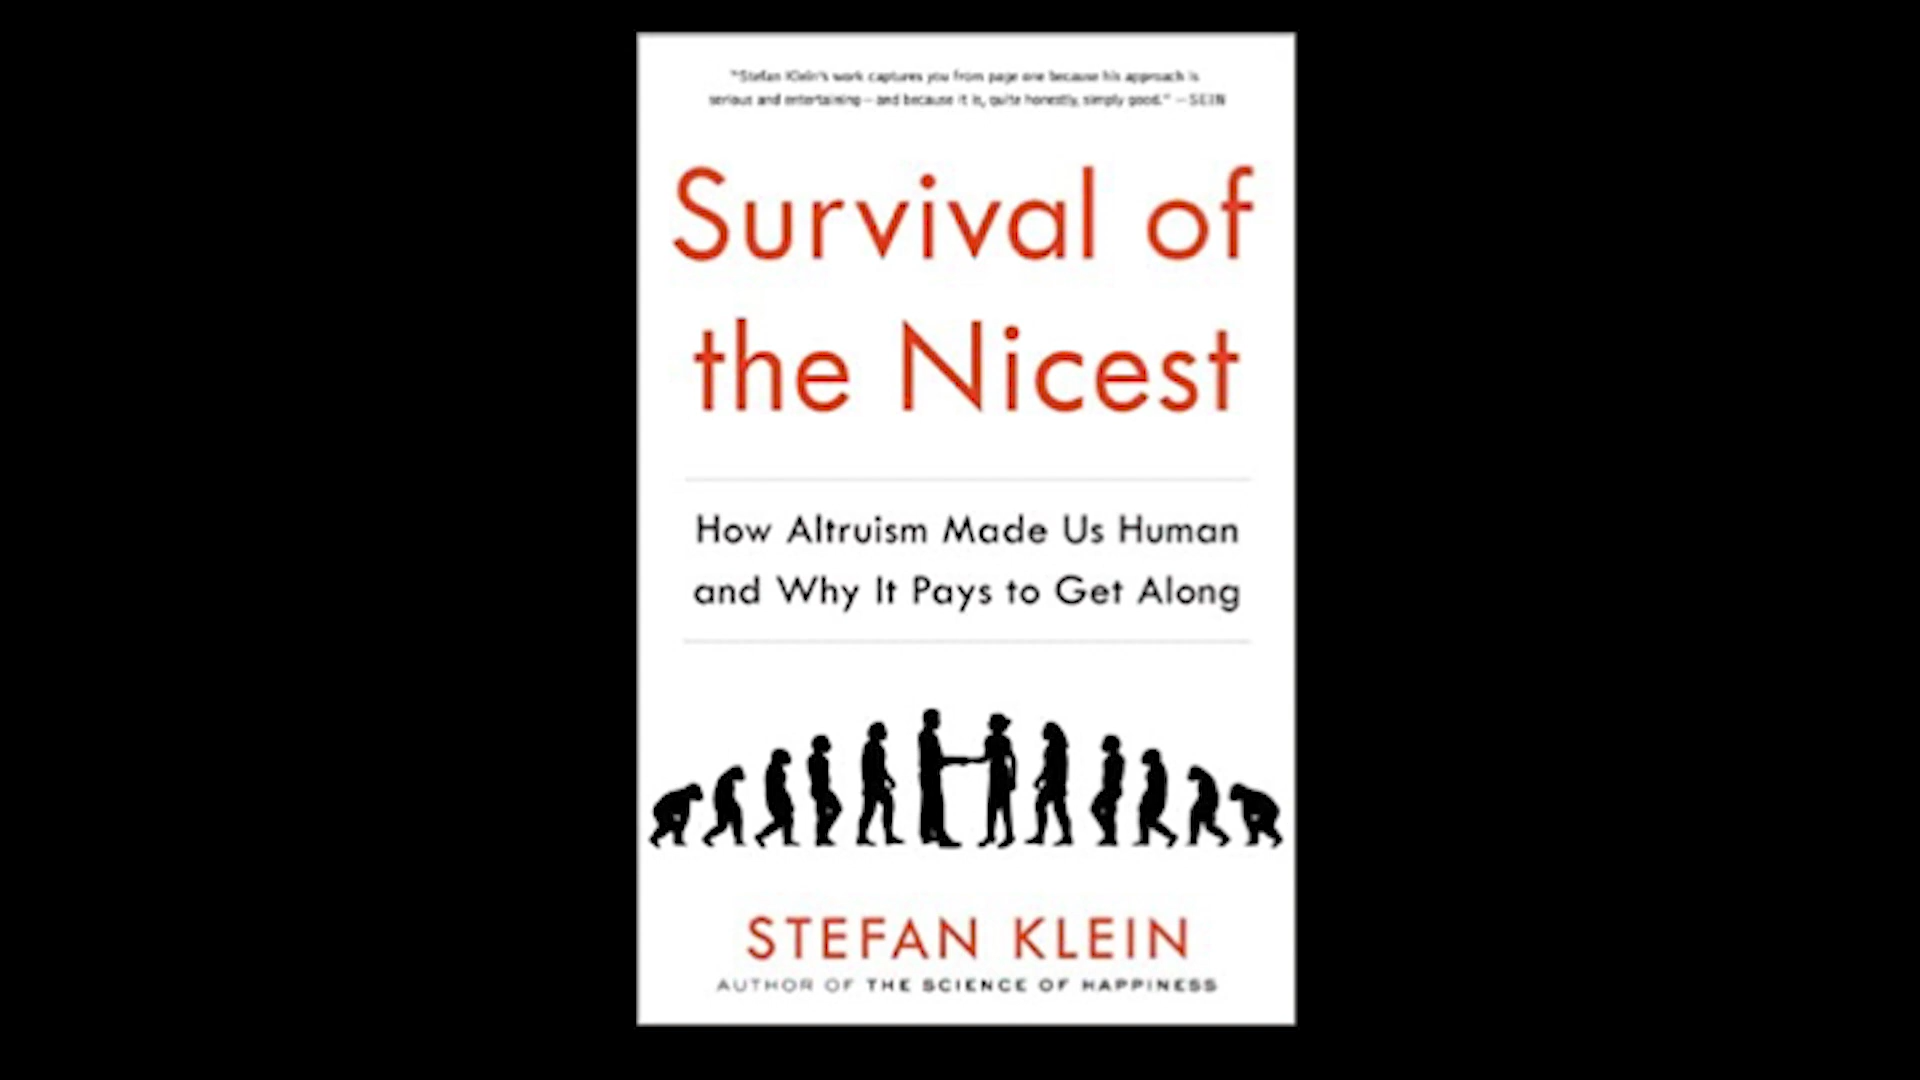 "Stefan Klein's work captures you from page one because his approach is
serious and entertaining—and because it is, quite honestly, simply good." —SEIN
Survival of
the Nicest
How Altruism Made Us Human
and Why It Pays to Get Along
STEFAN KLEIN
AUTHOR OF THE SCIENCE OF HAPPINESS